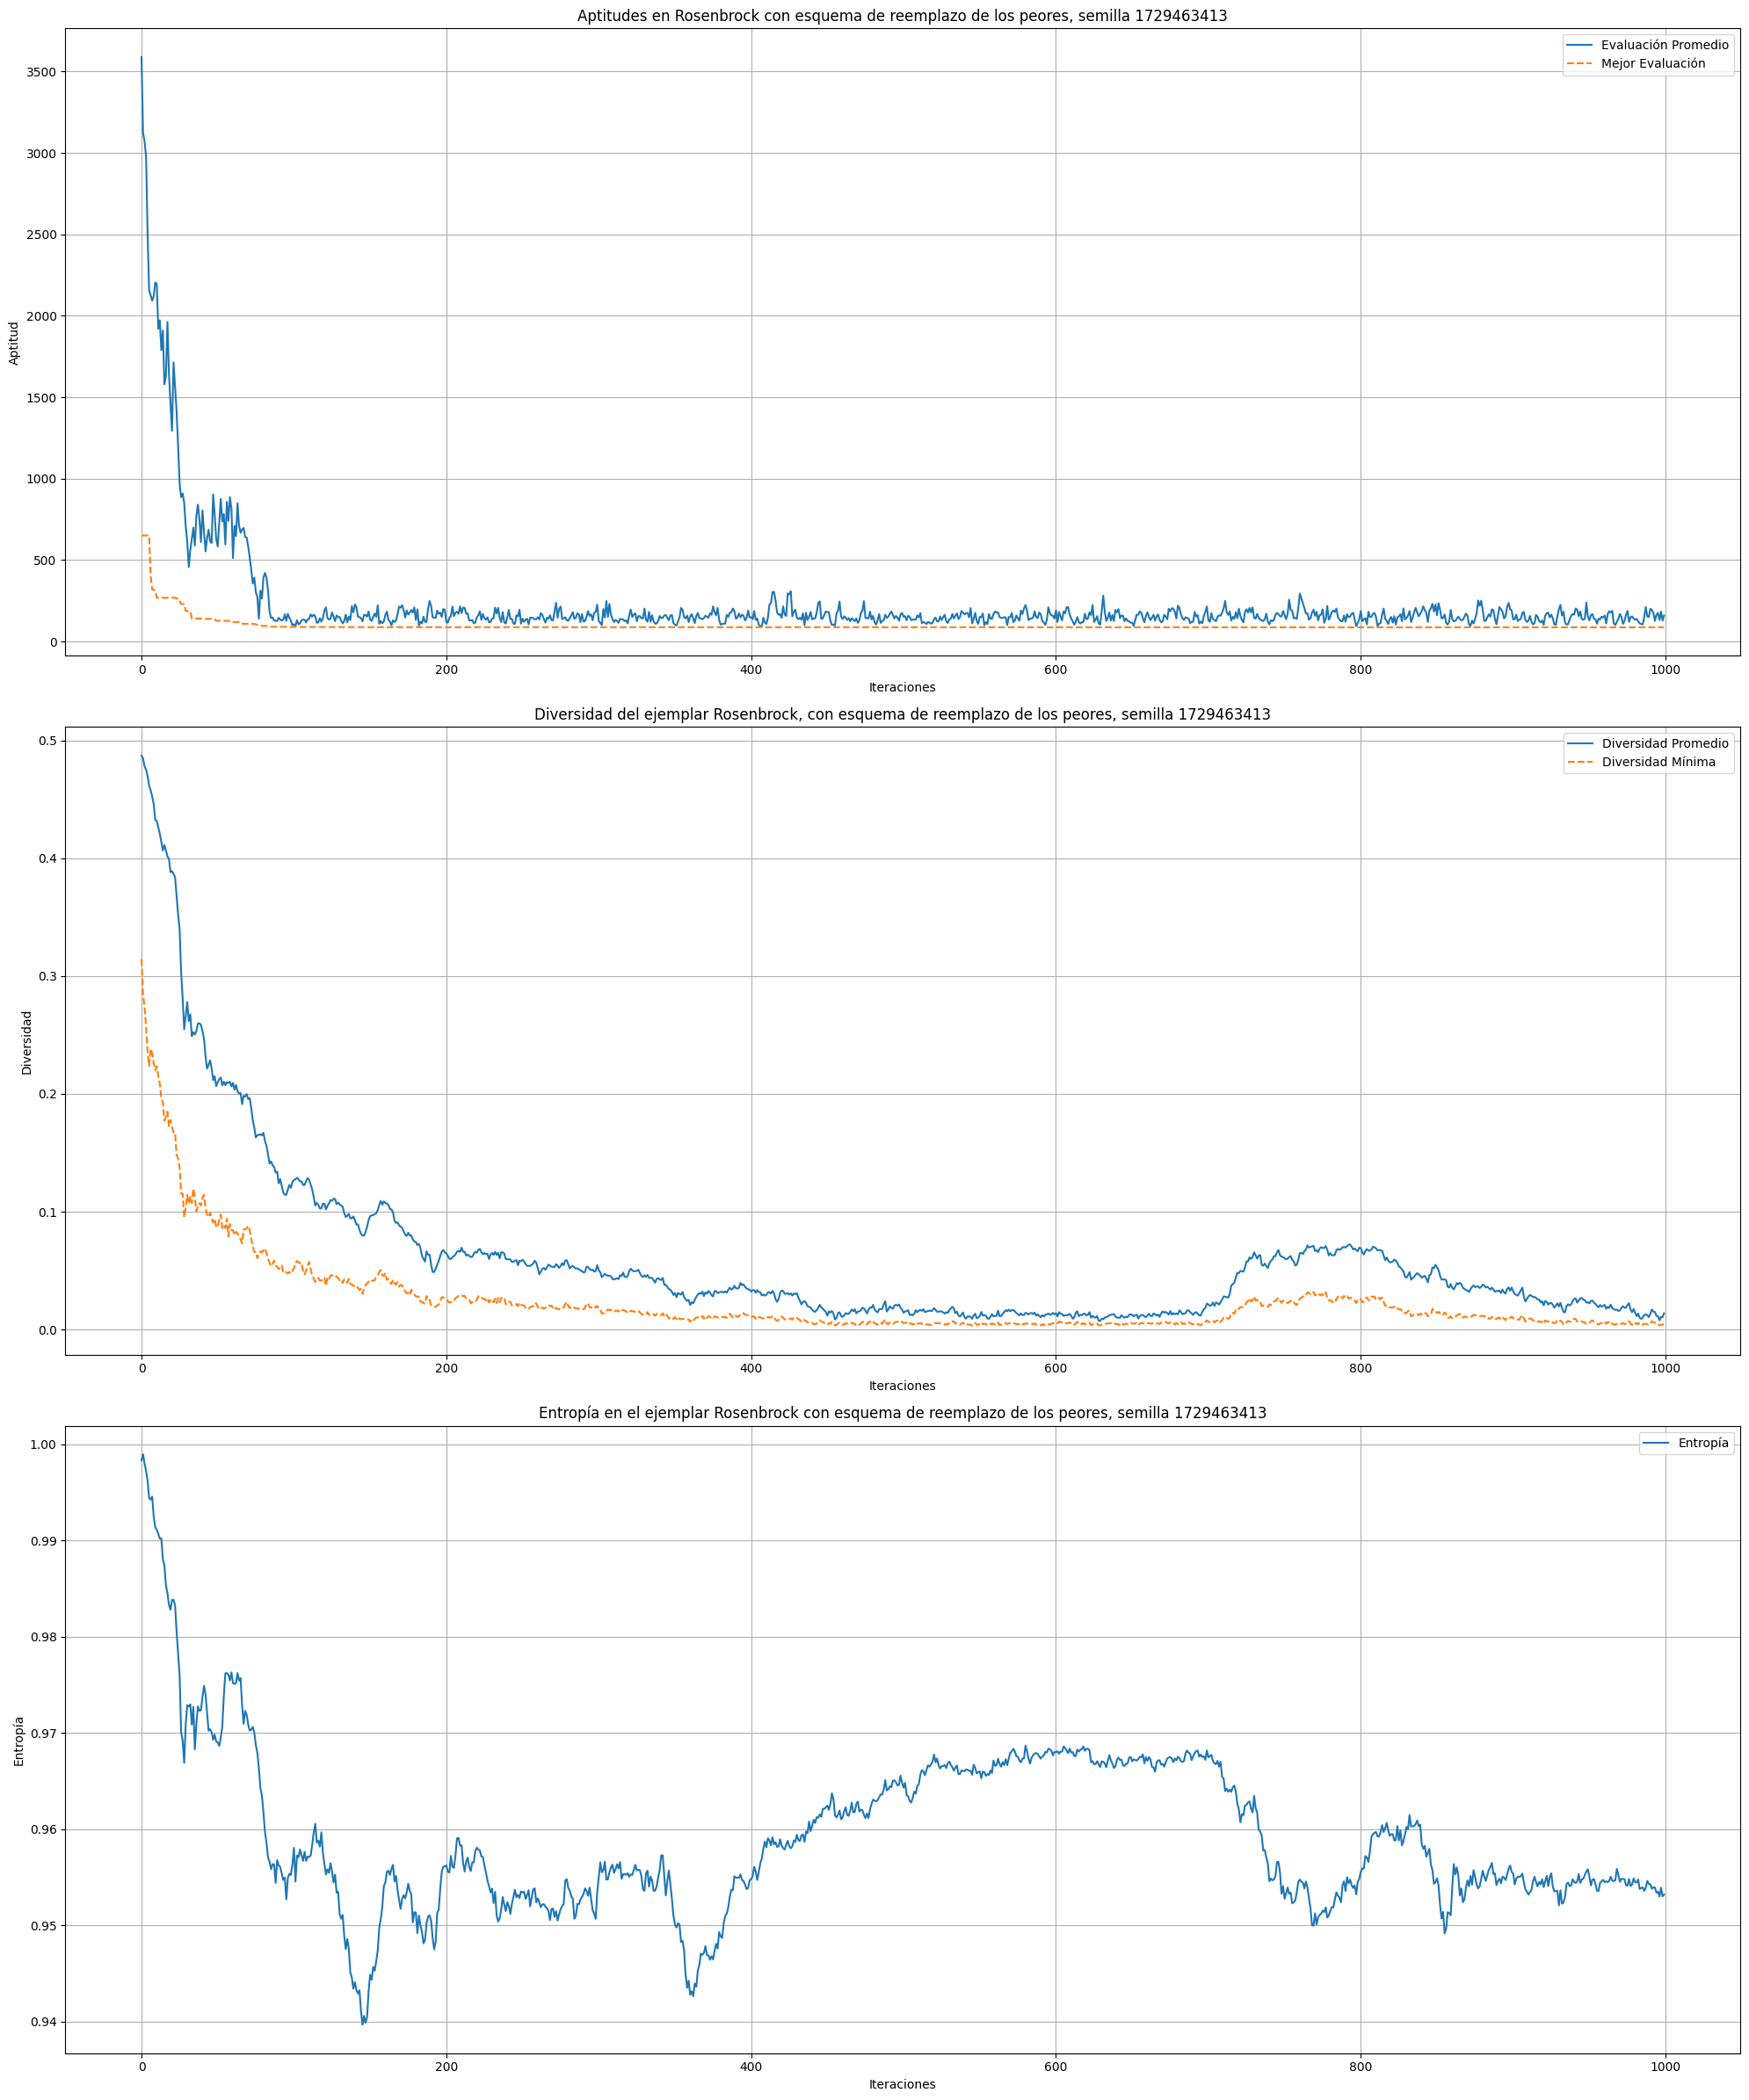 Aptitudes en Rosenbrock con esquema de reemplazo de los peores, semilla 1729463413
Evaluación Promedio
Mejor Evaluación
3500
3000
2500
2000
1500
1000
500
0
Aptitud
0 200 400 600 800 1000
Iteraciones
Diversidad del ejemplar Rosenbrock, con esquema de reemplazo de los peores, semilla 1729463413
Diversidad Promedio
Diversidad Mínima
0.5
0.4
0.3
0.2
0.1
0.0
Diversidad
0 200 400 600 800 1000
Iteraciones
Entropía en el ejemplar Rosenbrock con esquema de reemplazo de los peores, semilla 1729463413
Entropía
1.00
0.99
0.98
0.97
0.96
0.95
0.94
Entropía
0 200 400 600 800 1000
Iteraciones